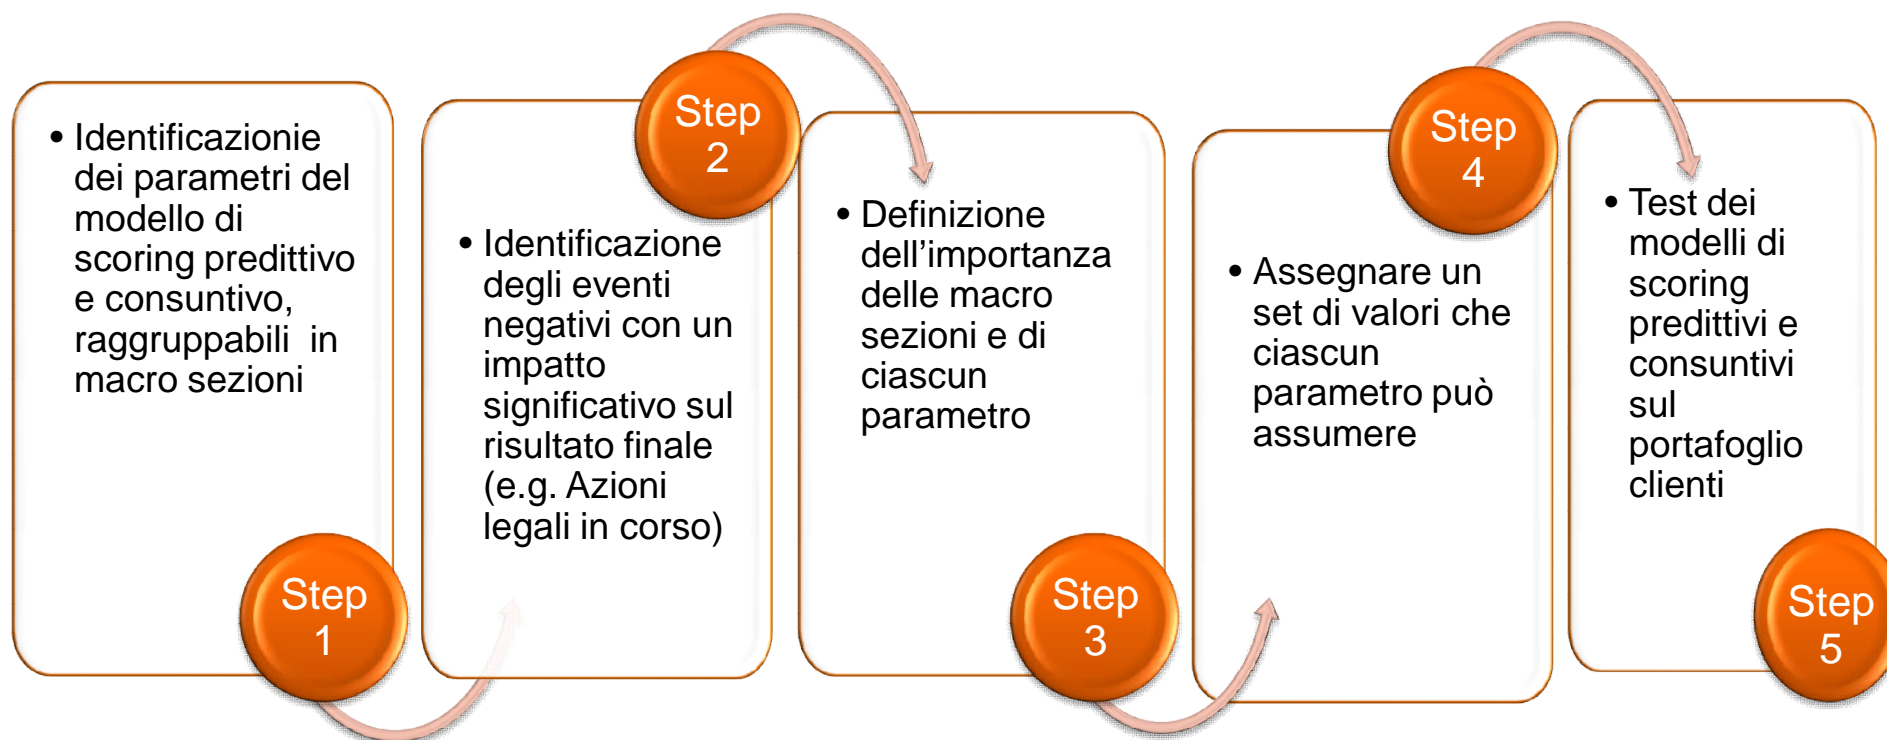 • Identificazionie
dei parametri del
modello di
scoring predittivo
e consuntivo,
raggruppabili in
macro sezioni
Step
1
• Identificazione
degli eventi
negativi con un
impatto
significativo sul
risultato finale
(e.g. Azioni
legali in corso)
Step
2
• Definizione
dell’importanza
delle macro
sezioni e di
ciascun
parametro
Step
3
• Assegnare un
set di valori che
ciascun
parametro può
assumere
Step
4
• Test dei
modelli di
scoring
predittivi e
consuntivi
sul
portafoglio
clienti
Step
5